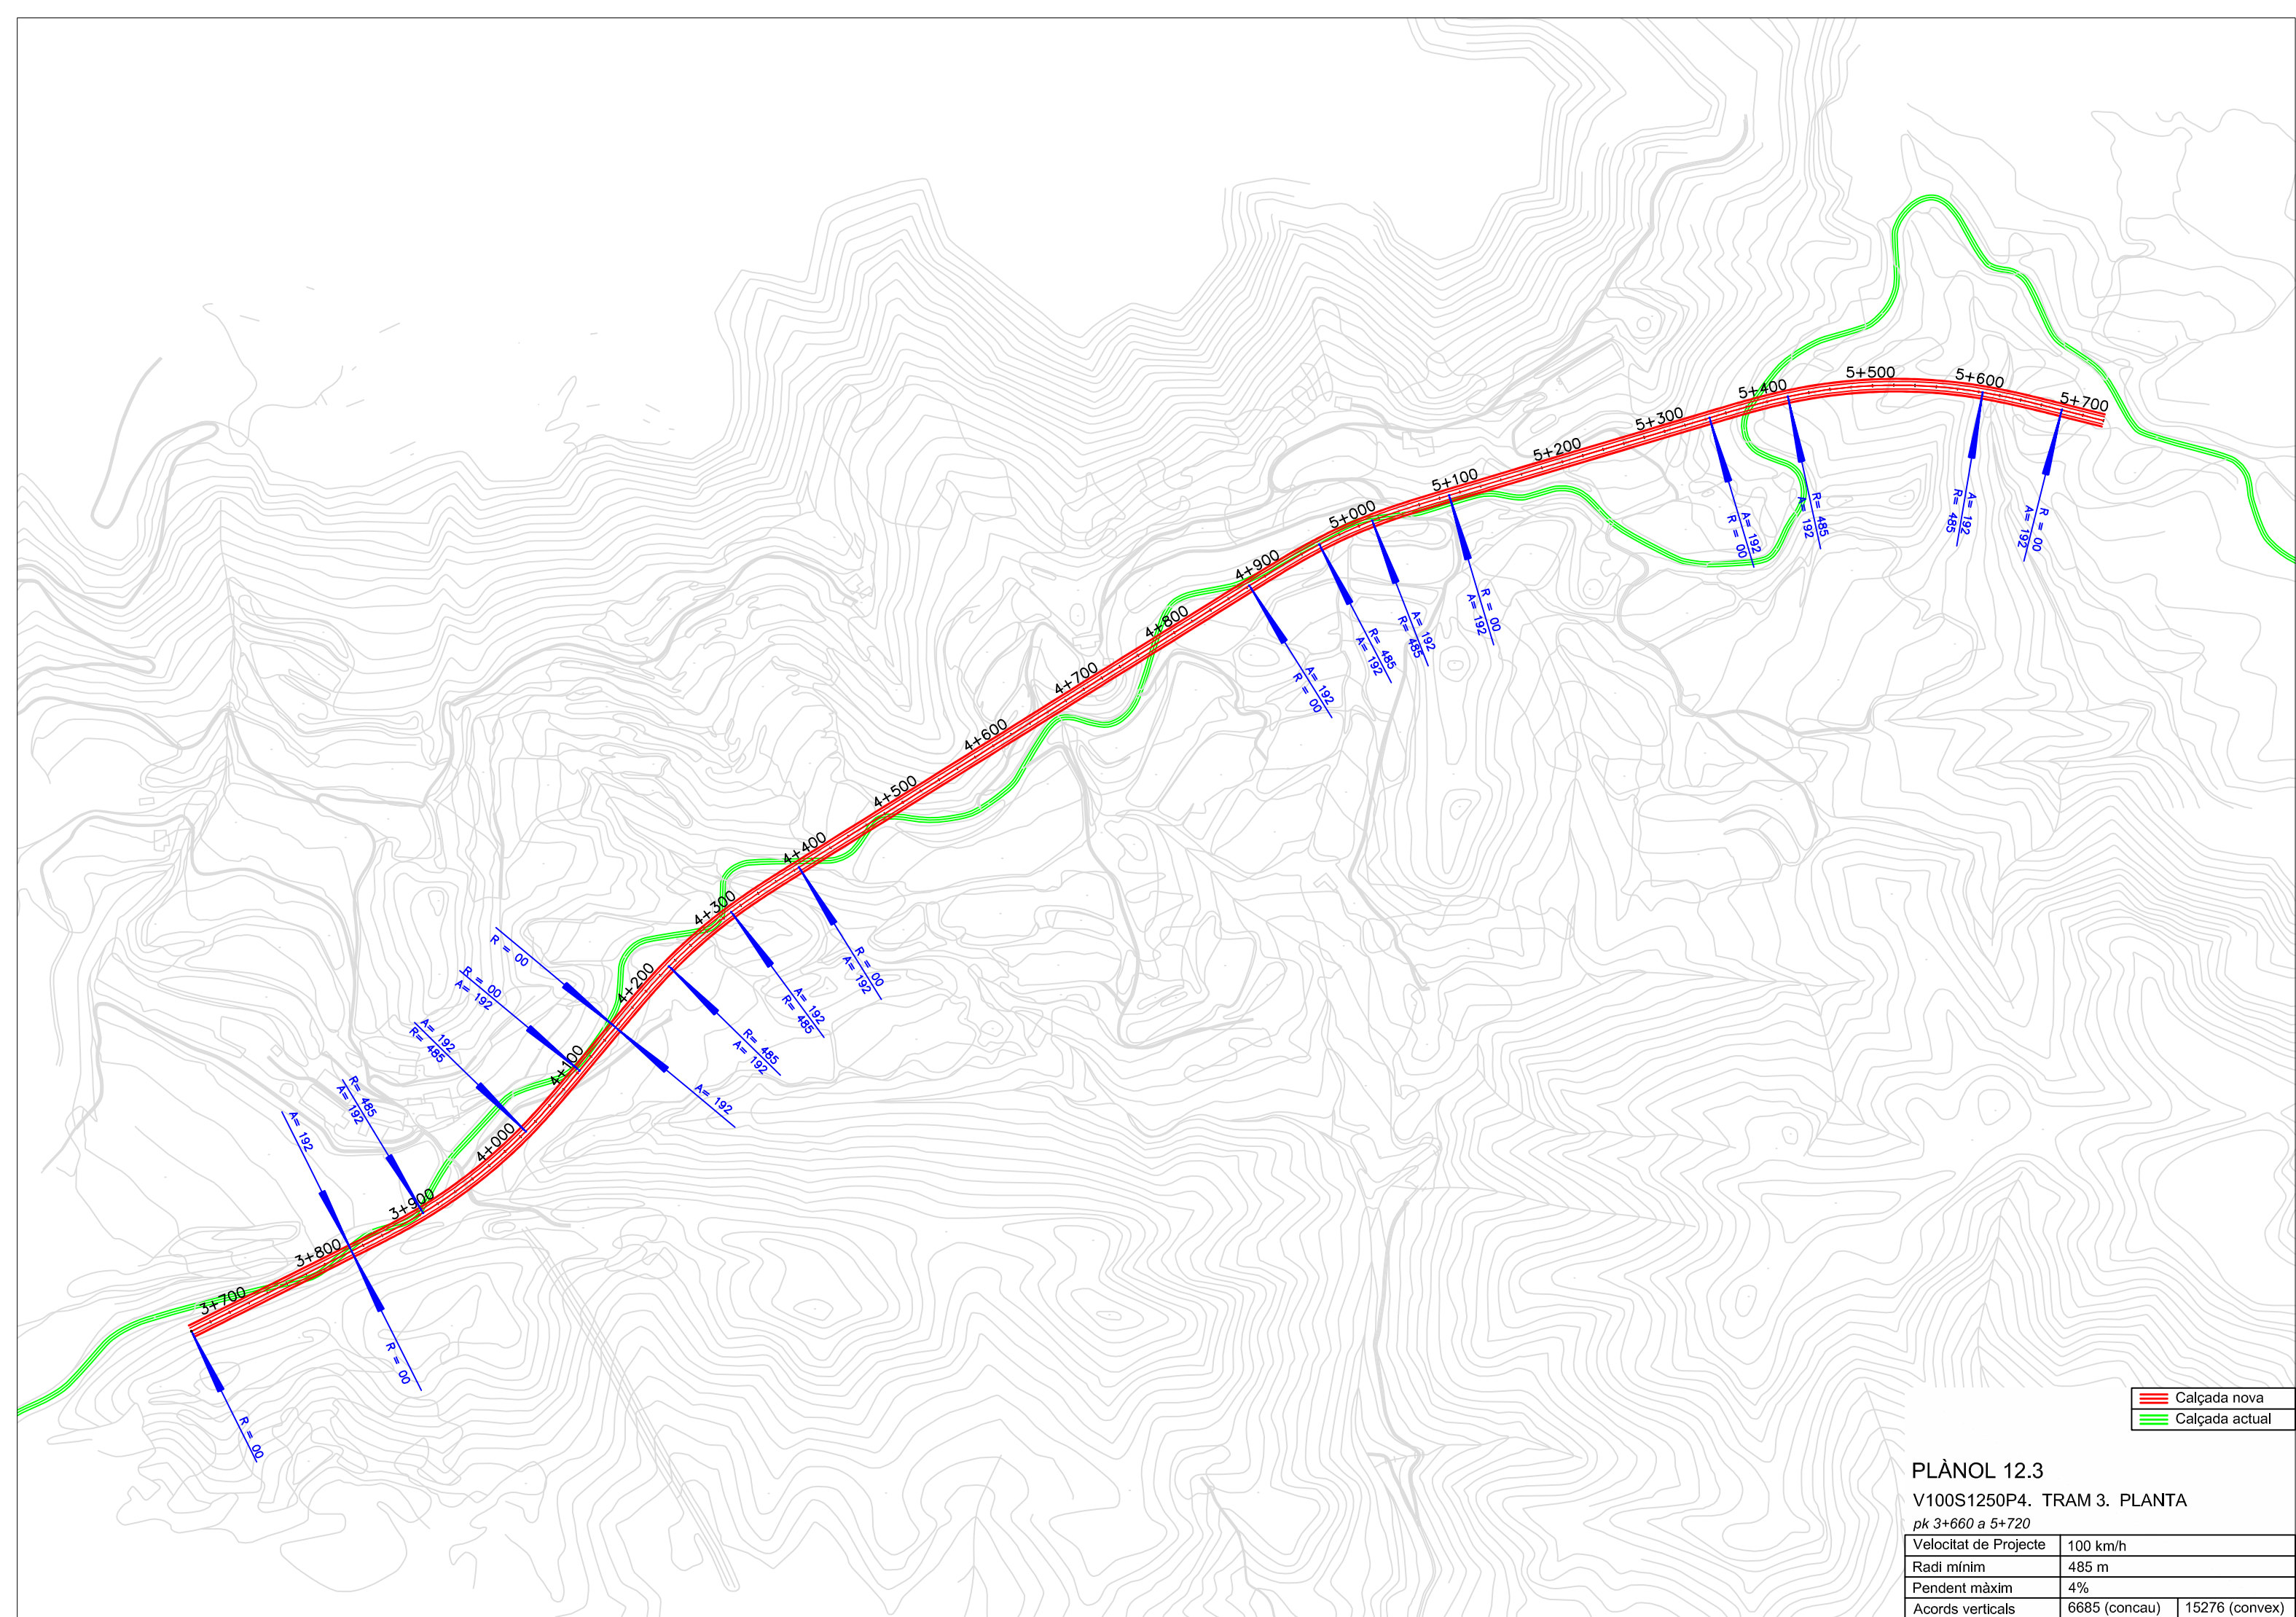 3+700
3+800
3+900
4+000
4+100
4+200
4+300
4+400
4+500
4+600
4+700
4+800
4+900
5+000
5+100
5+200
5+300
5+400
5+500
5+600
5+700
R = 00
A= 192
R = 00
R= 485
A= 192
A= 192
R= 485
R = 00
A= 192
R = 00
A= 192
R= 485
A= 192
A= 192
R= 485
R = 00
A= 192
A= 192
R = 00
R= 485
A= 192
A= 192
R= 485
R = 00
A= 192
A= 192
R = 00
R= 485
A= 192
A= 192
R= 485
R = 00
A= 192
Calçada nova
Calçada actual
PLÀNOL 12.3
V100S1250P4. TRAM 3. PLANTA
pk 3+660 a 5+720
Velocitat de Projecte 100 km/h
Radi mínim 485 m
Pendent màxim 4%
Acords verticals 6685 (concau) 15276 (convex)